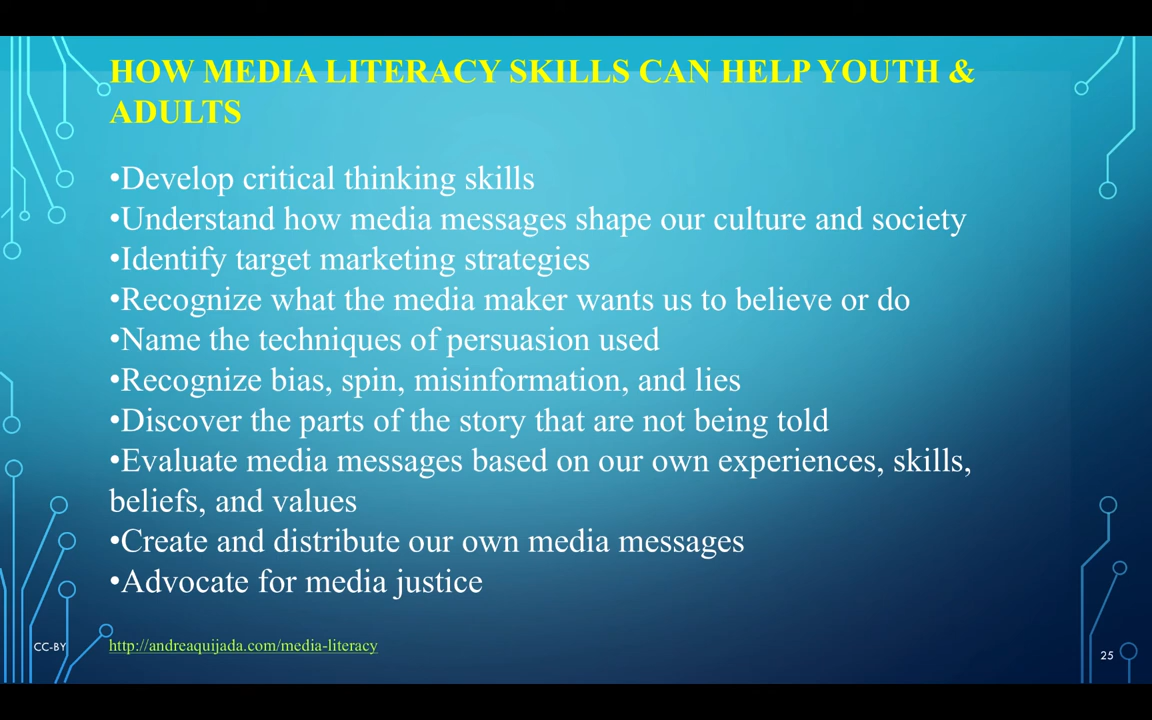 HOW MEDIA LITERACY SKILLS CAN HELP YOUTH &
ADULTS
•Develop critical thinking skills
•Understand how media messages shape our culture and society
•Identify target marketing strategies
•Recognize what the media maker wants us to believe or do
•Name the techniques of persuasion used
•Recognize bias, spin, misinformation, and lies
•Discover the parts of the story that are not being told
•Evaluate media messages based on our own experiences, skills,
beliefs, and values
•Create and distribute our own media messages
•Advocate for media justice
CC-BY
http://andreaquijada.com/media-literacy
25